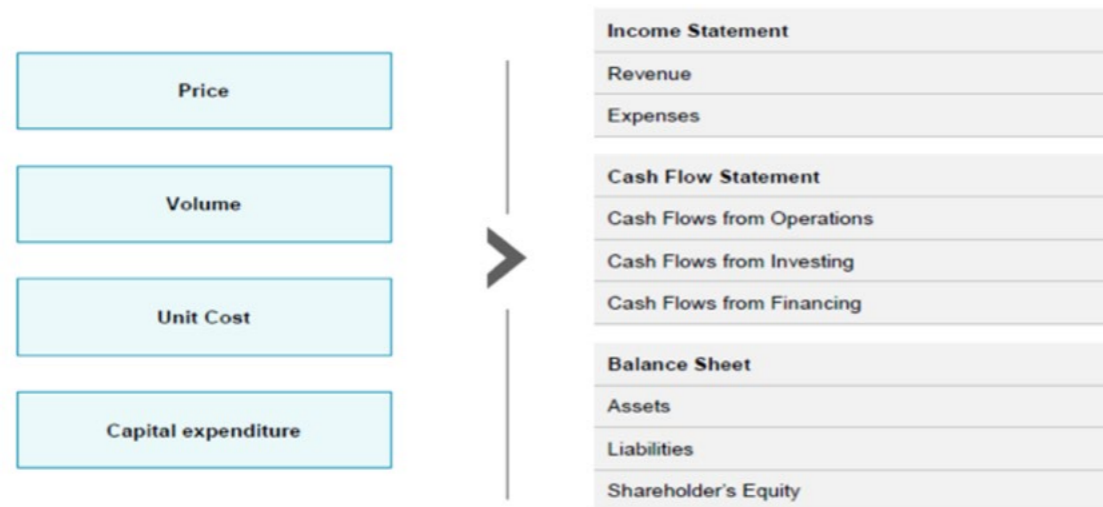 Price
Volume
Unit Cost
Capital expenditure
Income Statement
Revenue
Expenses
Cash Flow Statement
Cash Flows from Operations
Cash Flows from Investing
Cash Flows from Financing
Balance Sheet
Assets
Liabilities
Shareholder's Equity